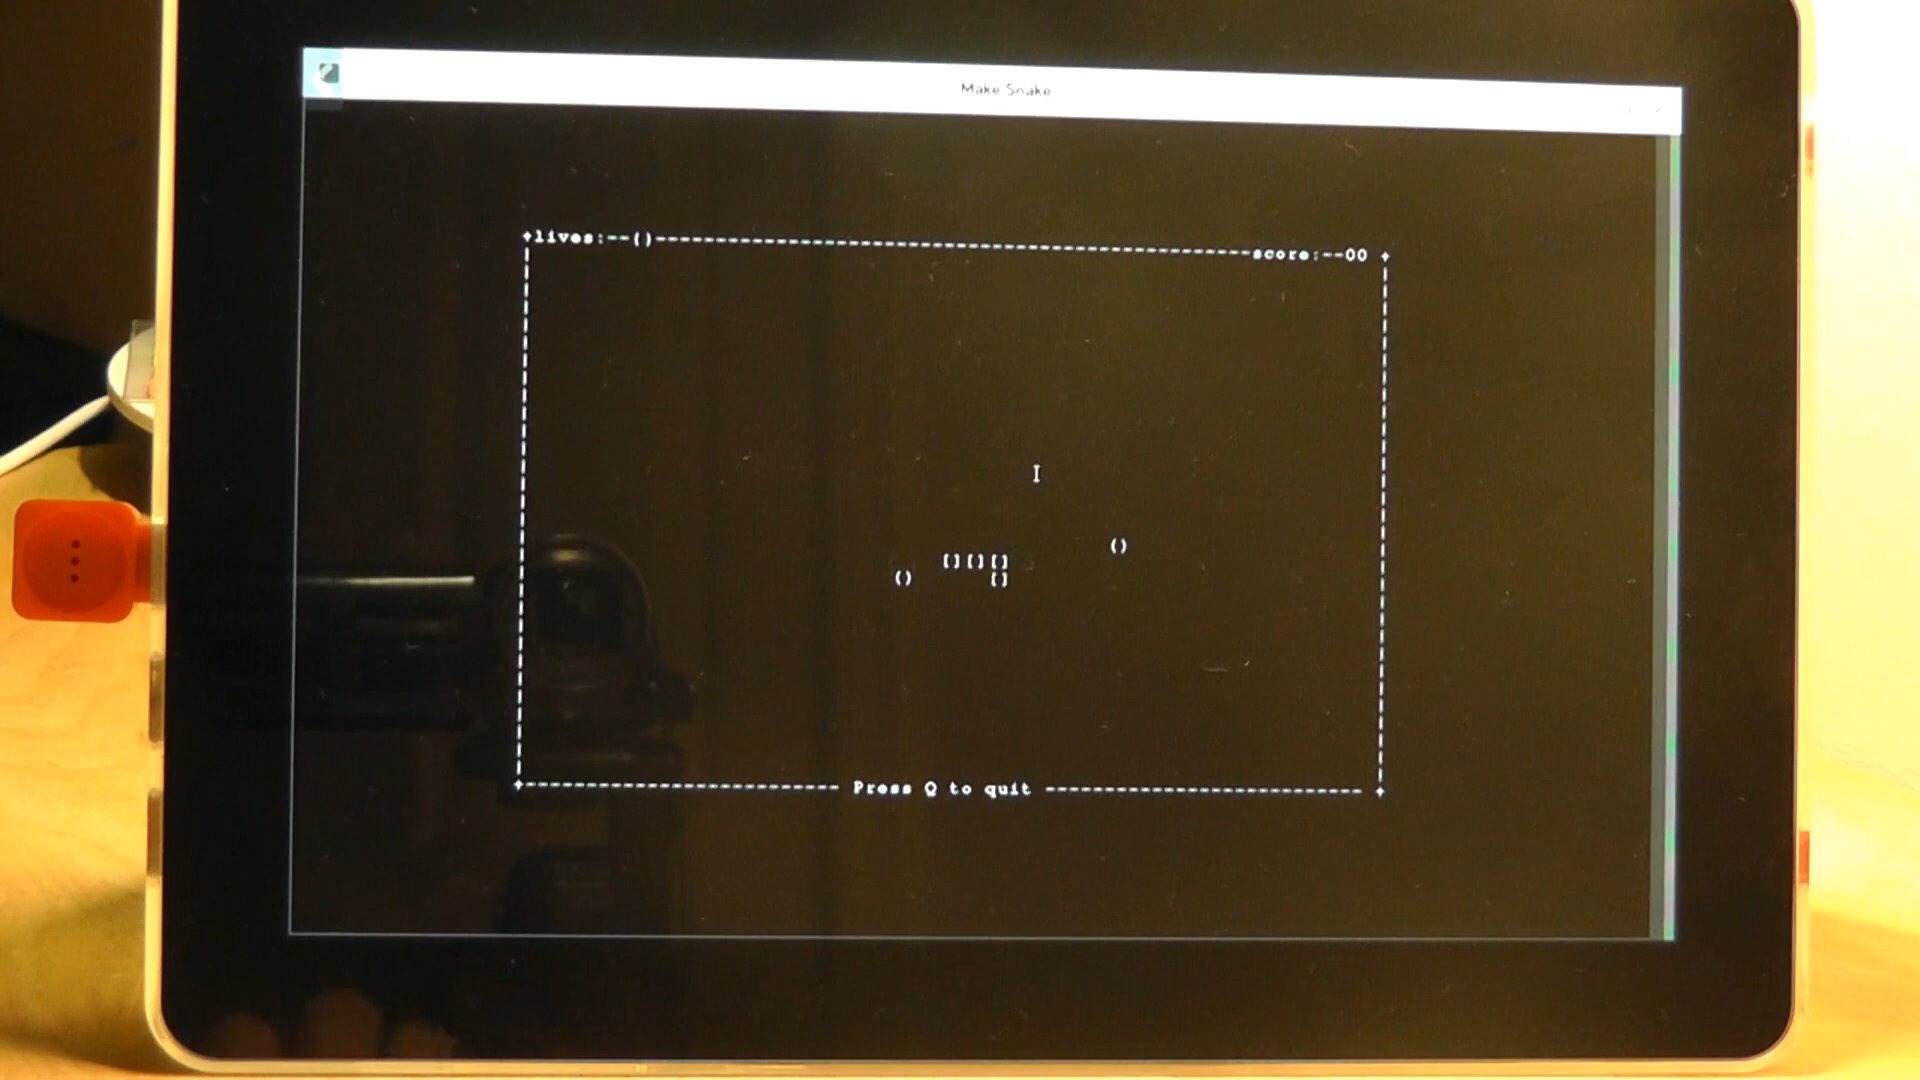 Make Snake
+lives:--()--------------------------------------------------score:--00 +
()
[][][]
() []
+--------------------------- Press Q to quit ---------------------------+